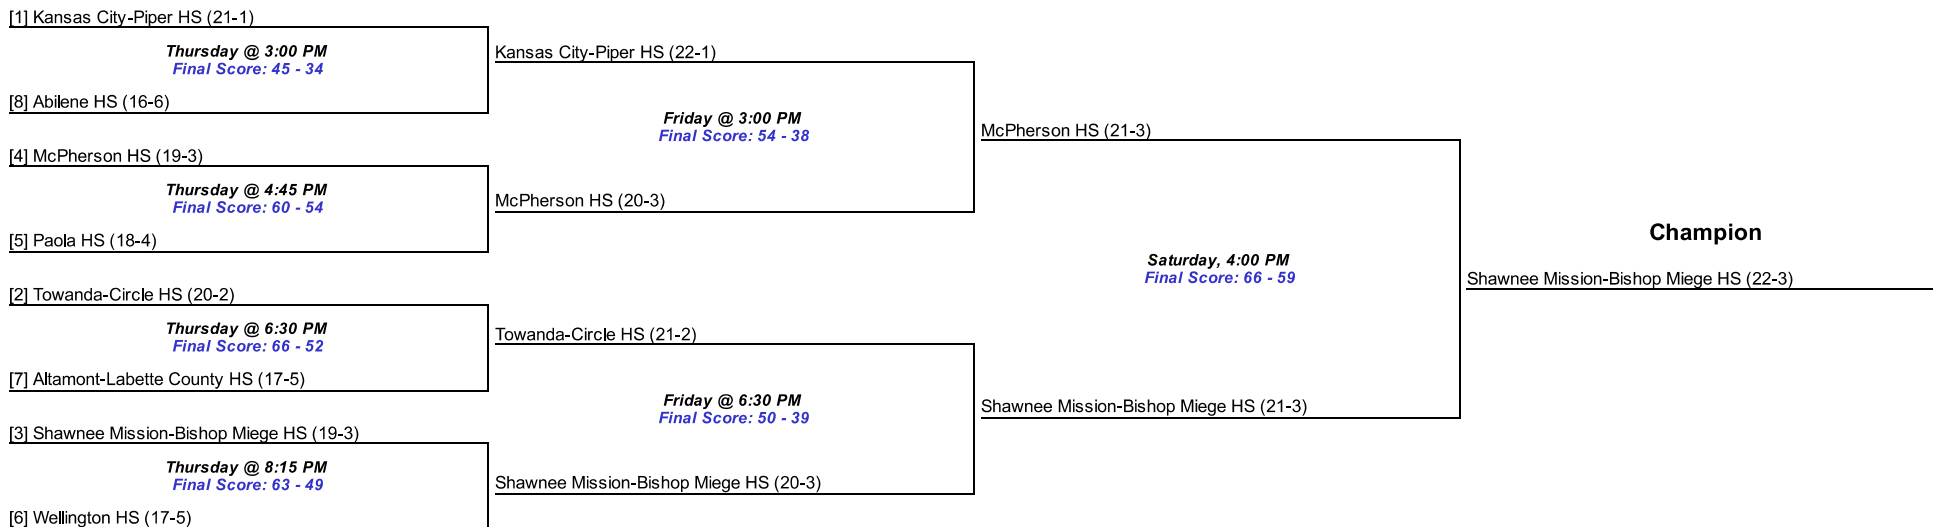 [1] Kansas City-Piper HS (21-1)
Thursday @ 3:00 PM
Final Score: 45 - 34
[8] Abilene HS (16-6)
[4] McPherson HS (19-3)
Thursday @ 4:45 PM
Final Score: 60 - 54
[5] Paola HS (18-4)
[2] Towanda-Circle HS (20-2)
Thursday @ 6:30 PM
Final Score: 66 - 52
[7] Altamont-Labette County HS (17-5)
[3] Shawnee Mission-Bishop Miege HS (19-3)
Thursday @ 8:15 PM
Final Score: 63 - 49
[6] Wellington HS (17-5)
Kansas City-Piper HS (22-1)
Friday @ 3:00 PM
Final Score: 54 - 38
McPherson HS (20-3)
Towanda-Circle HS (21-2)
Friday @ 6:30 PM
Final Score: 50 - 39
Shawnee Mission-Bishop Miege HS (20-3)
McPherson HS (21-3)
Saturday, 4:00 PM
Final Score: 66 - 59
Shawnee Mission-Bishop Miege HS (21-3)
Champion
Shawnee Mission-Bishop Miege HS (22-3)